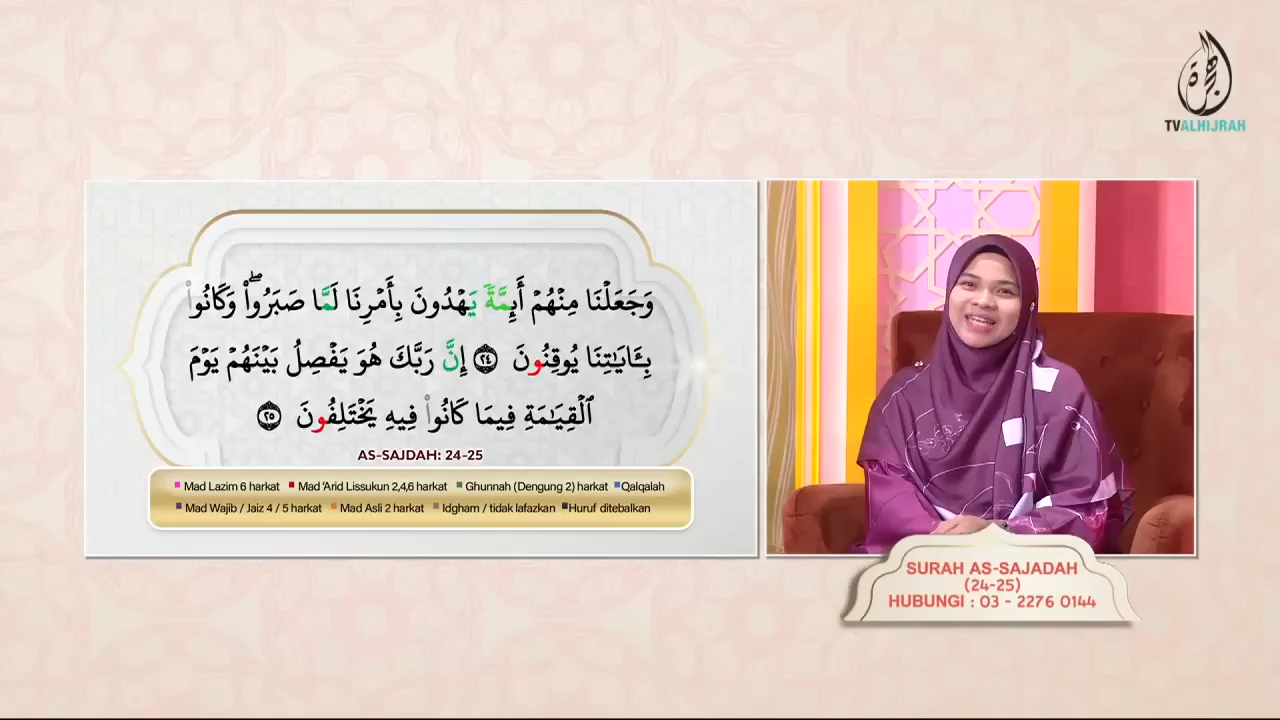 هجرة
TVALHIJRAH
وَجَعَلْنَا مِنْهُمْ أَئِمَّةً يَهْدُونَ بِأَمْرِنَا لَمَّا صَبَرُوا۟ ۖ وَكَانُوا۟
بِـَٔايَـٰتِنَا يُوقِنُونَ ٢٤ إِنَّ رَبَّكَ هُوَ يَفْصِلُ بَيْنَهُمْ يَوْمَ
ٱلْقِيَـٰمَةِ فِيمَا كَانُوا۟ فِيهِ يَخْتَلِفُونَ ٢٥
AS-SAJDAH: 24-25
Mad Lazim 6 harkat Mad 'Arid Lissukun 2,4,6 harkat Ghunnah (Dengung 2) harkat Qalqalah
Mad Wajib / Jaiz 4 / 5 harkat Mad Asli 2 harkat Idgham / tidak lafazkan Huruf ditebalkan
SURAH AS-SAJADAH
(24-25)
HUBUNGI : 03 - 2276 0144